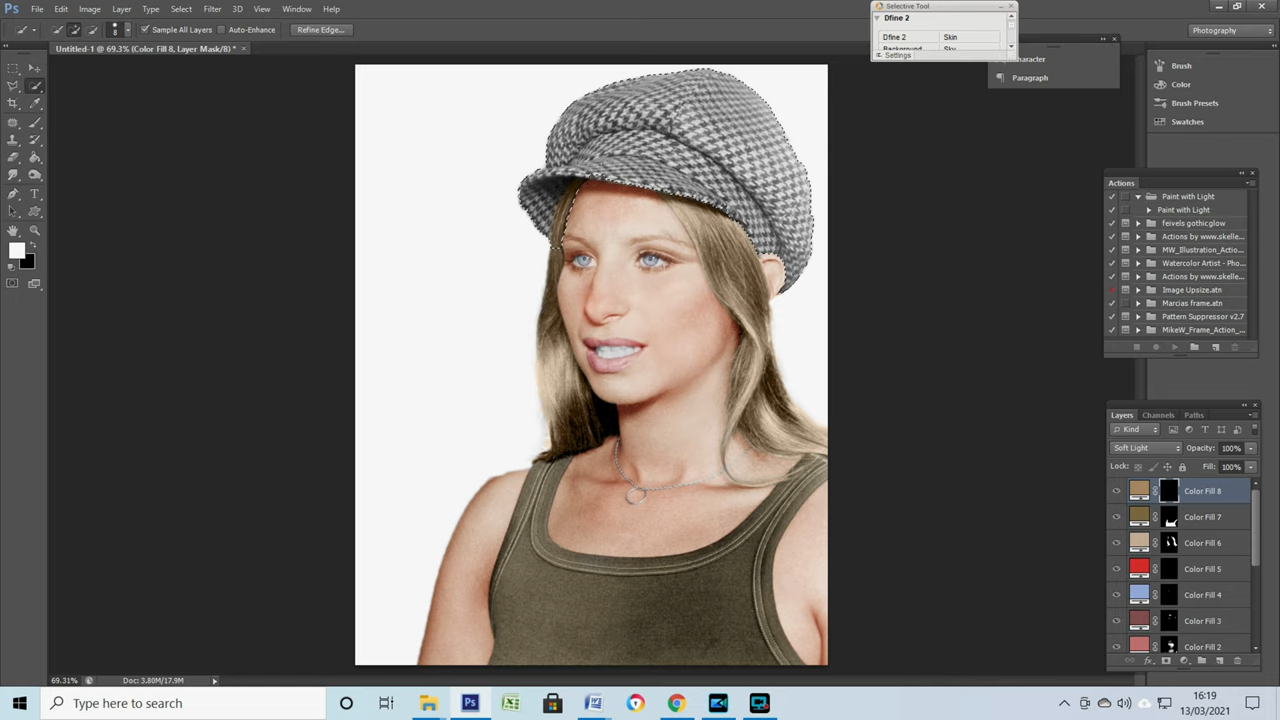 Ps File Edit Image Layer Type Select Filter 3D View Window Help
Selective Tool
Dfine 2
Dfine 2 Skin
Background Sky
Settings
8 Sample All Layers Auto-Enhance Refine Edge...
Photography
Untitled-1 @ 69.3% (Color Fill 8, Layer Mask/8) *
Character
Paragraph
Brush
Color
Brush Presets
Swatches
Actions
Paint with Light
Paint with Light
feivels gothicglow
Actions by www.skelle...
MW_Illustration_Actio...
Watercolor Artist - Pho...
Actions by www.skelle...
Image Upsize.atn
Marcias frame.atn
Pattern Suppressor v2.7
MikeW_Frame_Action_...
Layers Channels Paths
Kind
Soft Light Opacity: 100%
Lock: Fill: 100%
Color Fill 8
Color Fill 7
Color Fill 6
Color Fill 5
Color Fill 4
Color Fill 3
Color Fill 2
69.31% Doc: 3.80M/17.9M
Type here to search
16:19
13/03/2021